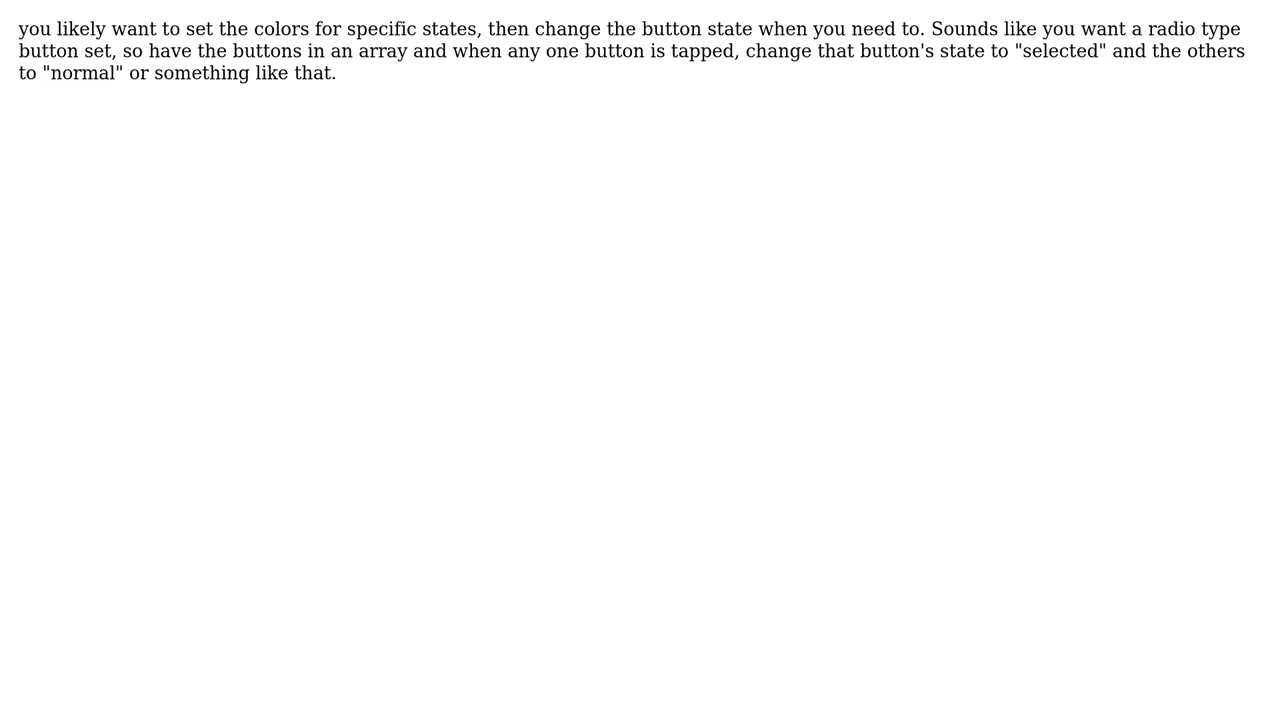 you likely want to set the colors for specific states, then change the button state when you need to. Sounds like you want a radio type
button set, so have the buttons in an array and when any one button is tapped, change that button's state to "selected" and the others
to "normal" or something like that.